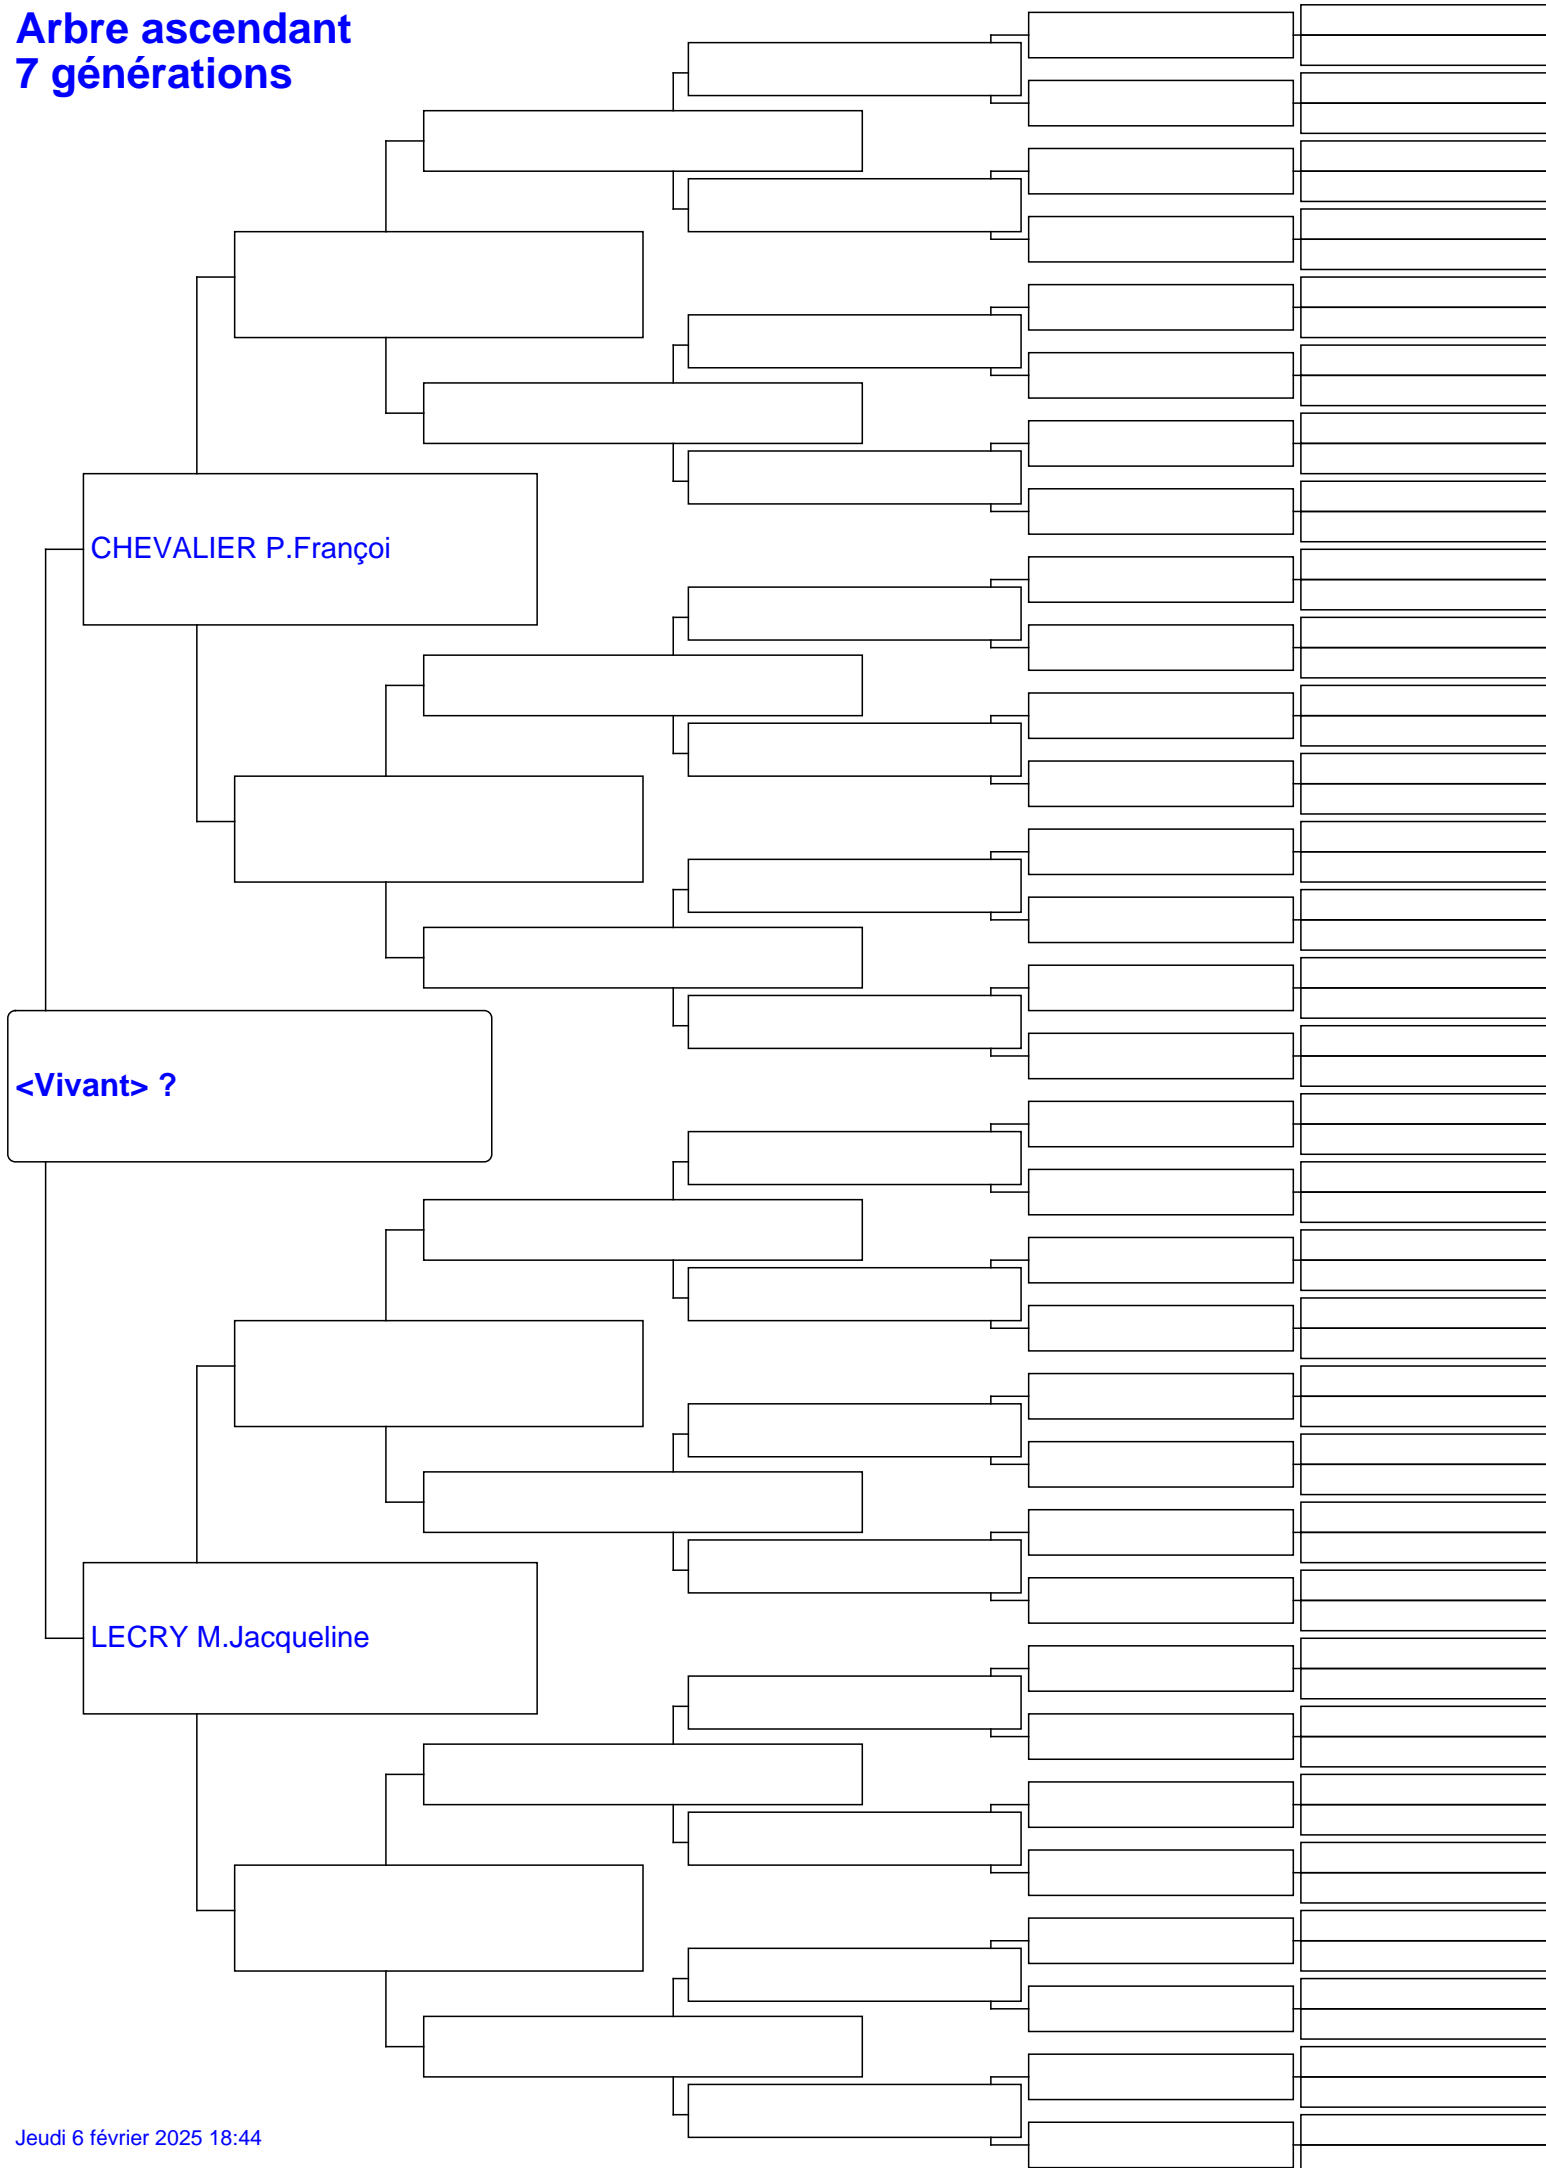 Arbre ascendant
7 générations
CHEVALIER P.Françoi
<Vivant> ?
LECRY M.Jacqueline
Jeudi 6 février 2025 18:44